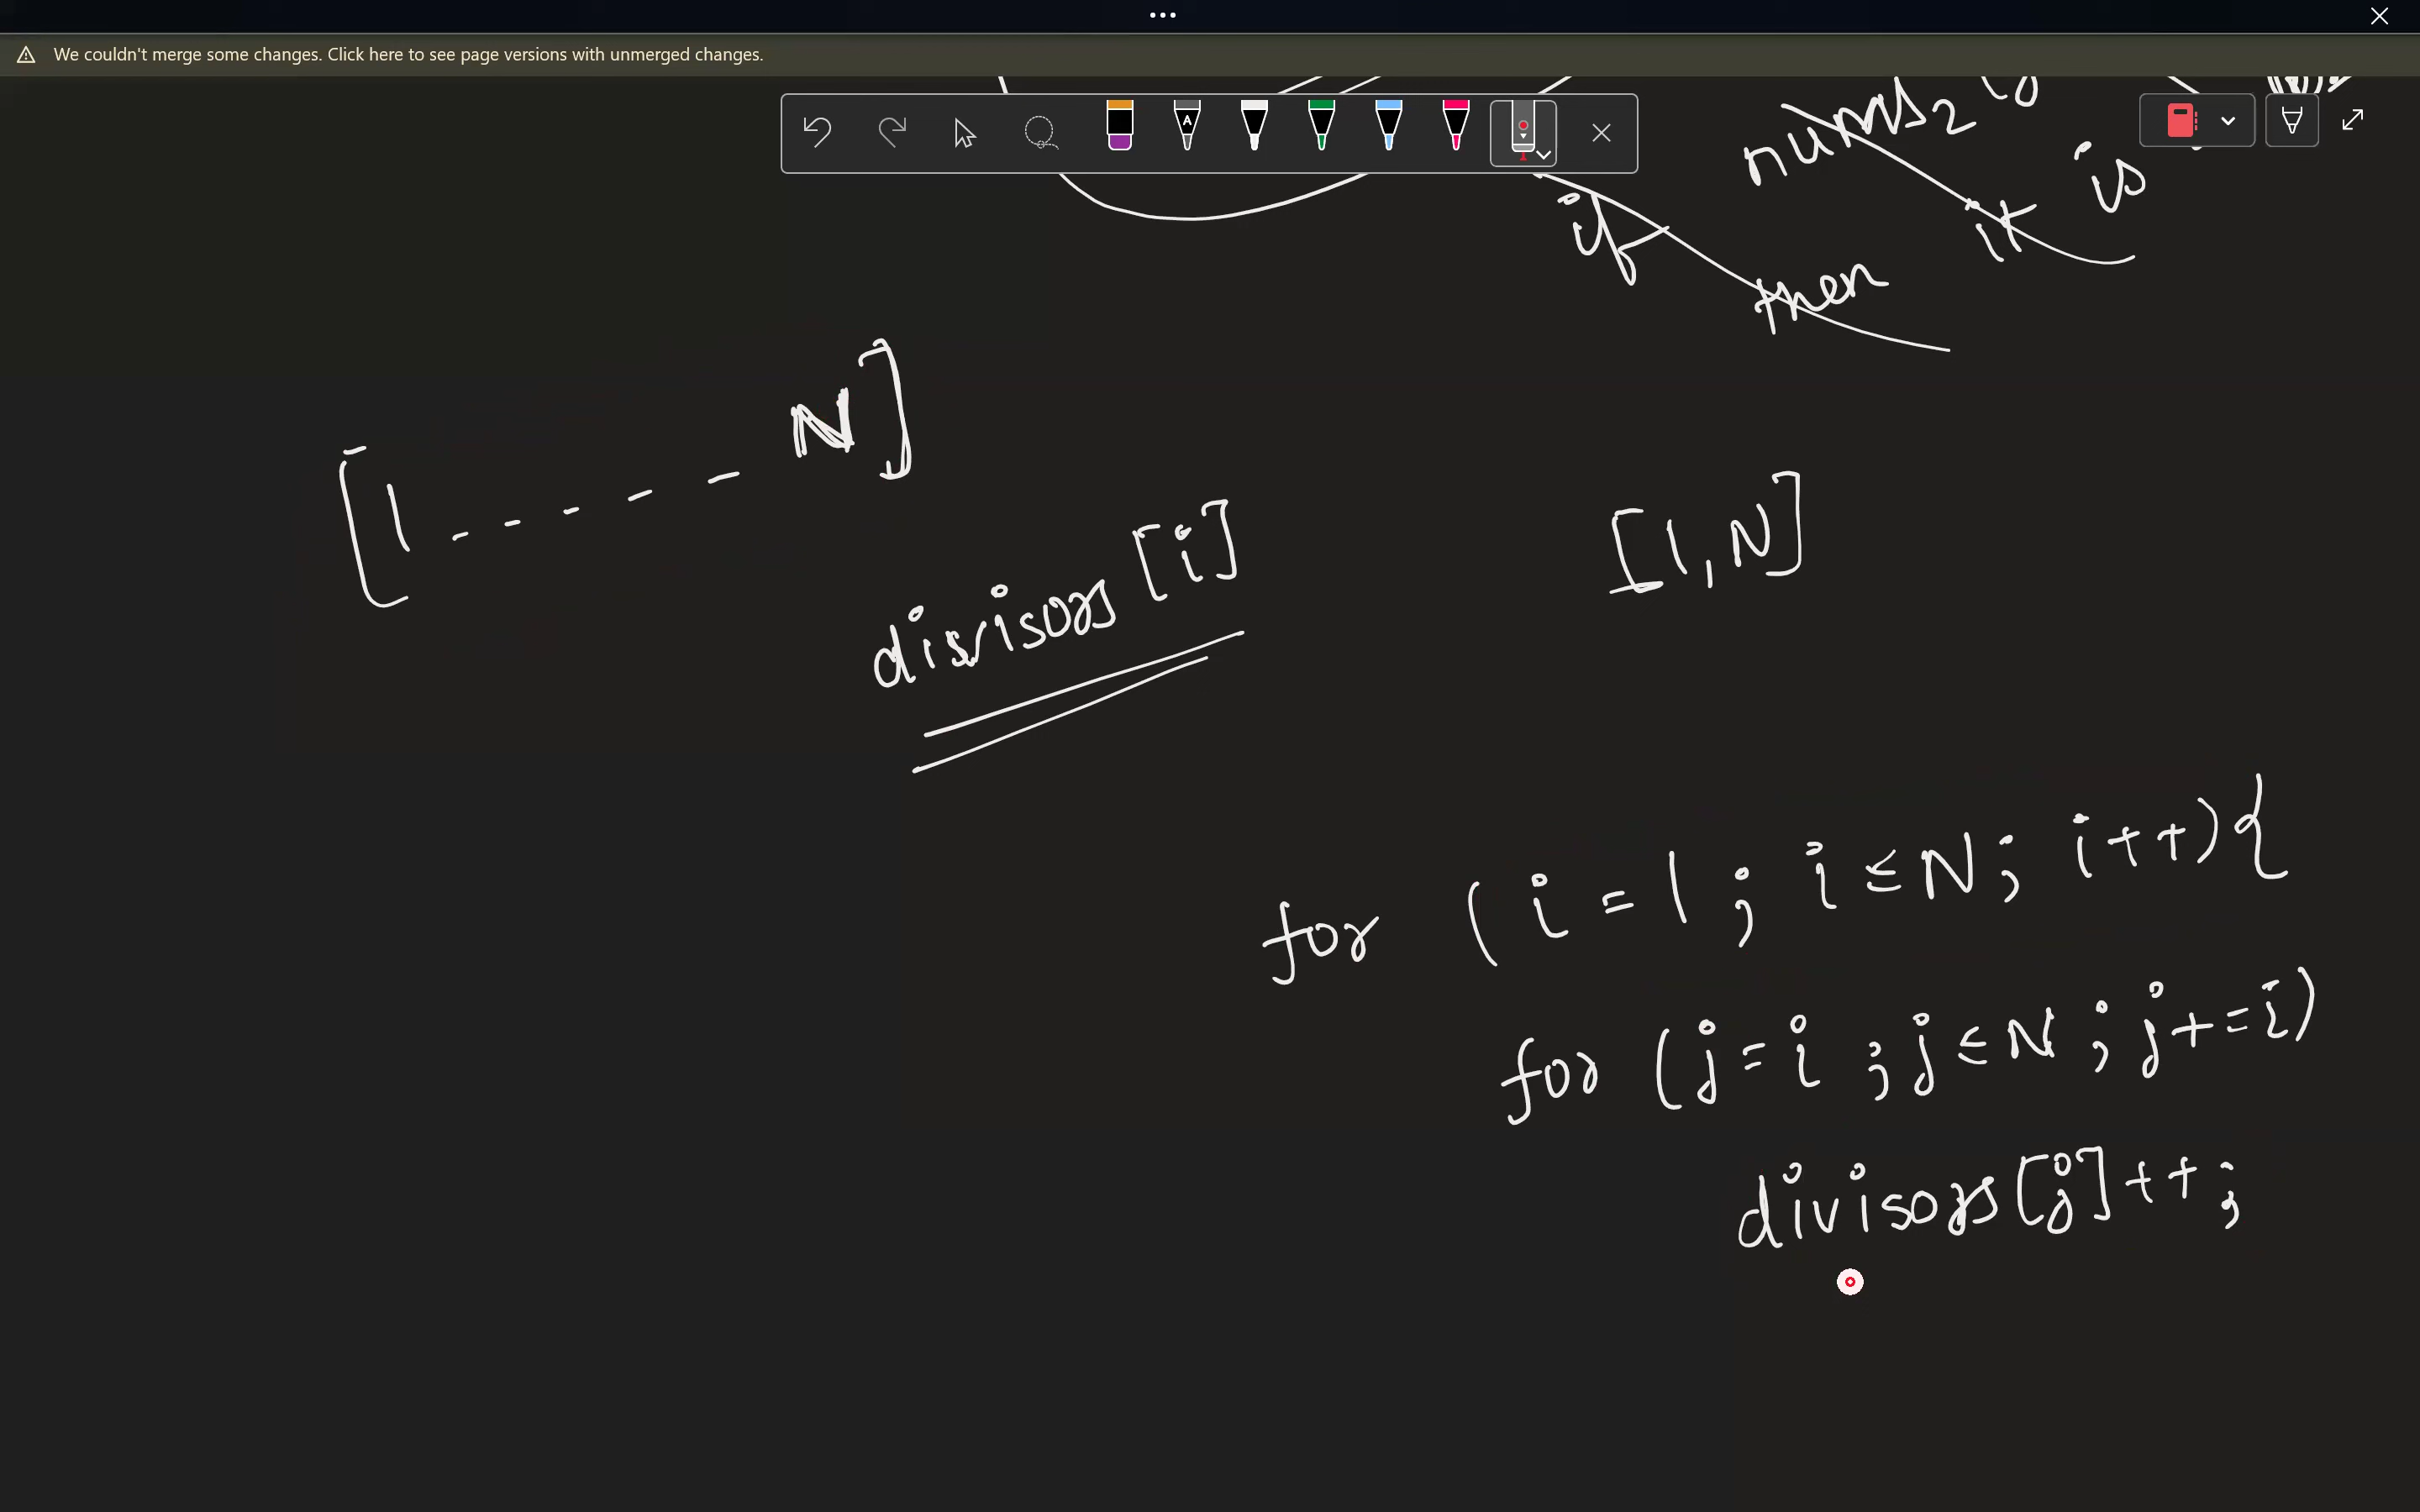 We couldn't merge some changes. Click here to see page versions with unmerged changes.
nums2
if
it is
then
[1 - - - - - N]
divisors [i]
[1, N]
for ( i = 1 ; i ≤ N ; i++) {
for (j = i ; j ≤ N ; j += i)
divisors[j]++ ;